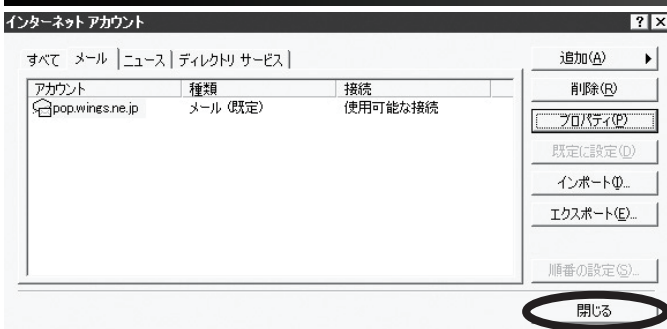 インターネット アカウント
すべて メール ニュース ディレクトリ サービス
アカウント 種類 接続
pop.wings.ne.jp メール (既定) 使用可能な接続
追加(A)
削除(R)
プロパティ(P)
既定に設定(D)
インポート(I)...
エクスポート(E)...
順番の設定(S)...
閉じる